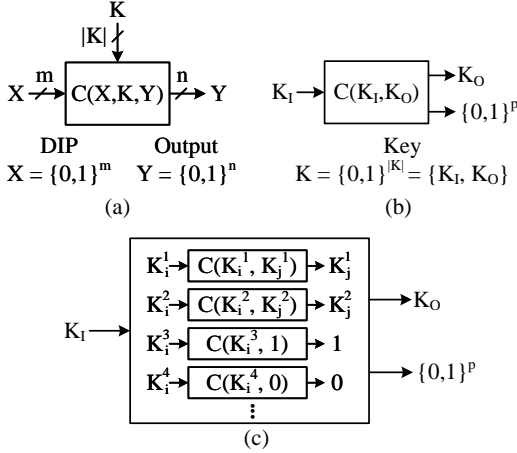 K
|K|
X
m
C(X,K,Y)
n
Y
DIP
Output
X = {0,1}^m
Y = {0,1}^n
(a)
K_I
C(K_I,K_O)
K_O
{0,1}^p
Key
K = {0,1}^|K| = {K_I, K_O}
(b)
K_I
K_i^1 C(K_i^1, K_j^1) K_j^1
K_i^2 C(K_i^2, K_j^2) K_j^2
K_i^3 C(K_i^3, 1) 1
K_i^4 C(K_i^4, 0) 0
⋮
K_O
{0,1}^p
(c)